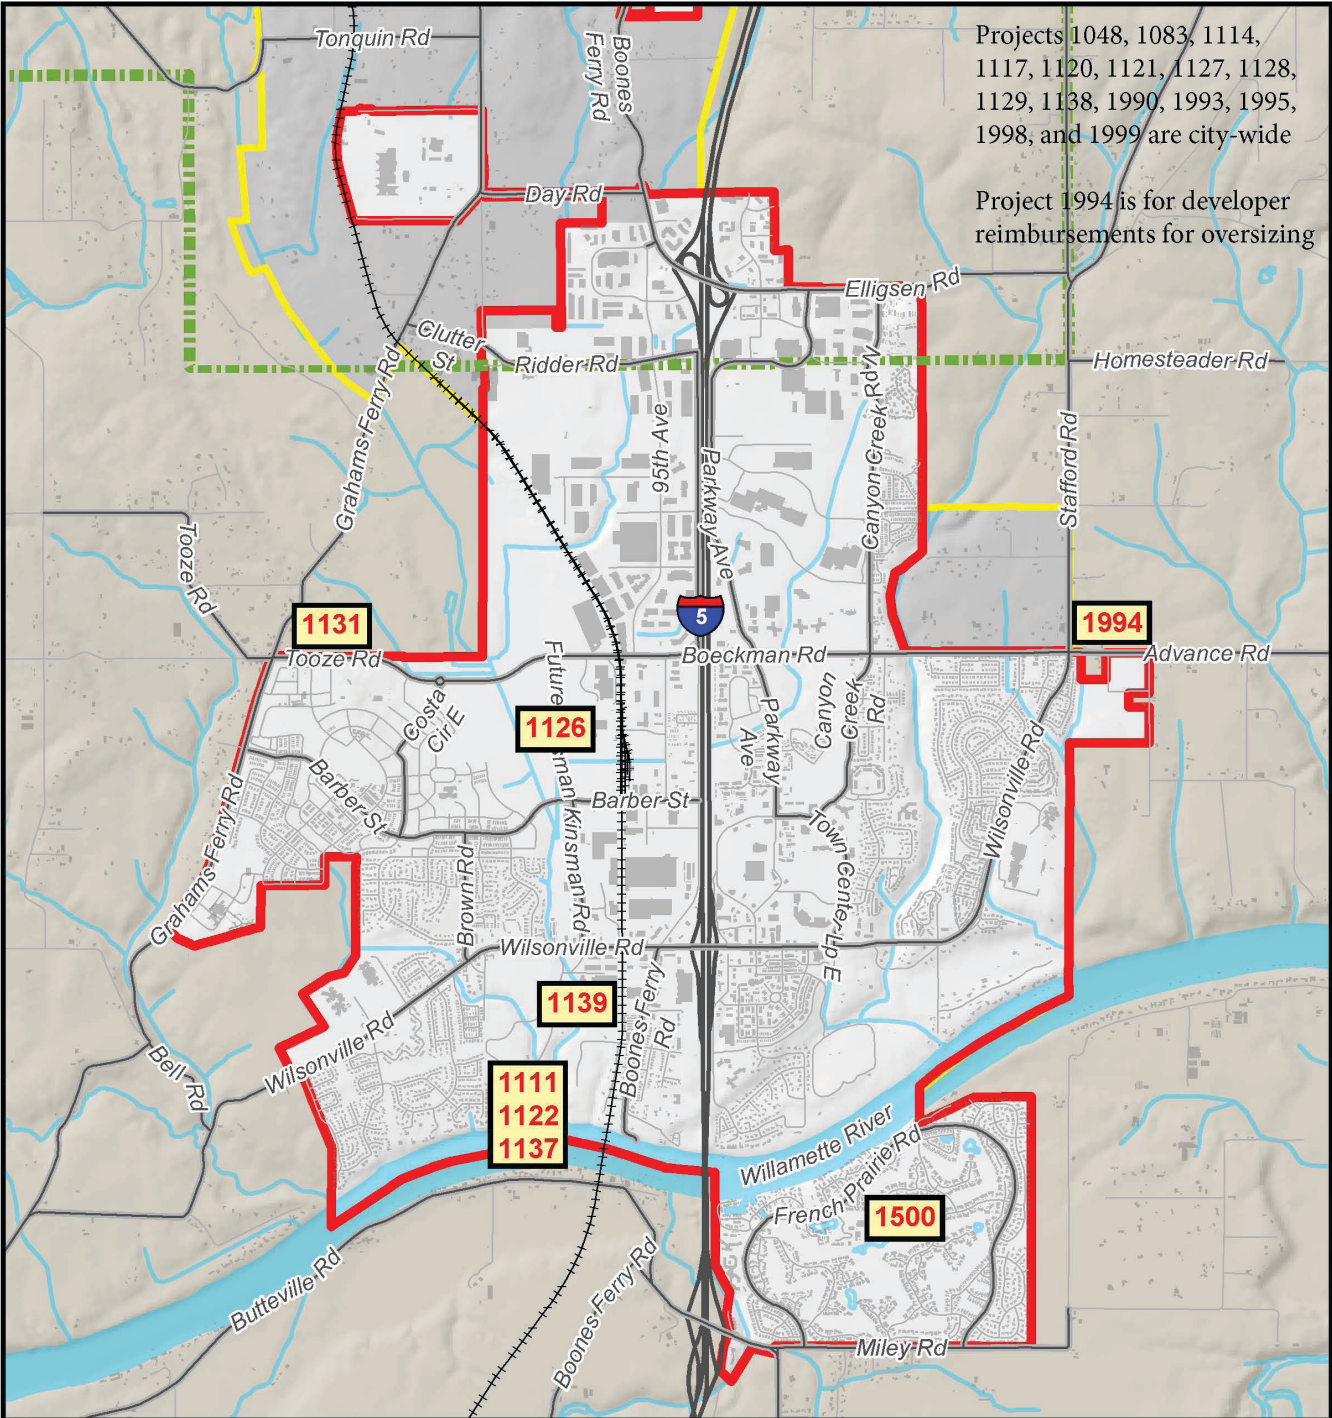 Projects 1048, 1083, 1114,
1117, 1120, 1121, 1127, 1128,
1129, 1138, 1990, 1993, 1995,
1998, and 1999 are city-wide
Project 1994 is for developer
reimbursements for oversizing
Tonquin Rd
Boones
Ferry Rd
Day Rd
Elligsen Rd
Clutter
St
Ridder Rd
Homesteader Rd
Grahams Ferry Rd
95th Ave
Parkway Ave
Canyon Creek Rd N
Stafford Rd
Tooze Rd
5
1131
1994
Tooze Rd
Boeckman Rd
Advance Rd
Future
Costa
Cir E
1126
Parkway
Ave
Canyon
Creek
Rd
Wilsonville Rd
Barber St
Barber St
Kinsman Rd
Town Center Lp E
Grahams Ferry Rd
Brown Rd
Wilsonville Rd
1139
Boones Ferry
Rd
Wilsonville Rd
Bell Rd
1111
1122
1137
Willamette River
French Prairie Rd
1500
Butteville Rd
Boones Ferry Rd
Miley Rd